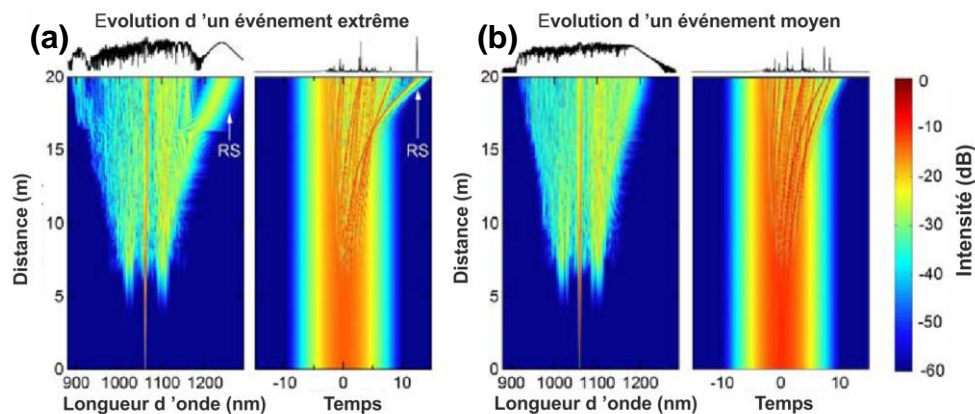 Evolution d 'un événement extrême
Evolution d 'un événement moyen
(a)
(b)
20
15
10
5
0
Distance (m)
RS
RS
900 1000 1100 1200
-10 0 10
Longueur d 'onde (nm)
Temps
20
15
10
5
0
Distance (m)
900 1000 1100 1200
-10 0 10
Longueur d 'onde (nm)
Temps
0
-10
-20
-30
-40
-50
-60
Intensité (dB)